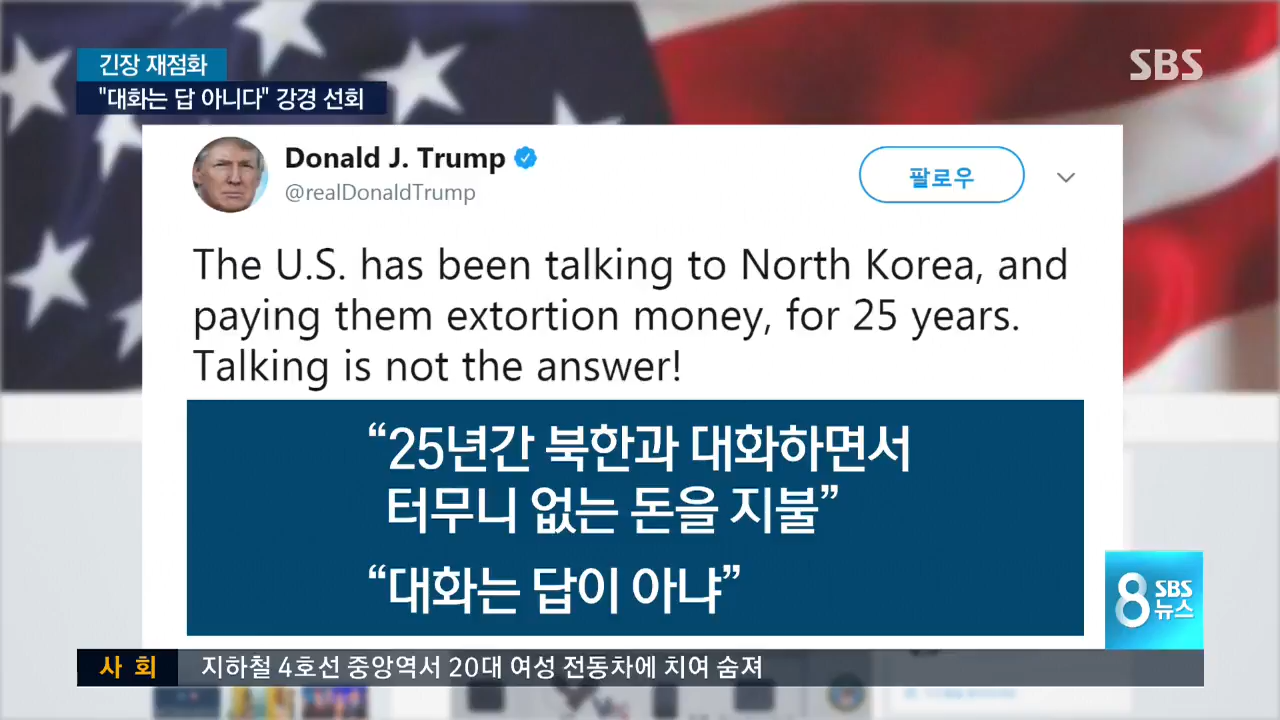 긴장 재점화
"대화는 답 아니다" 강경 선회
SBS
Donald J. Trump
@realDonaldTrump
팔로우
The U.S. has been talking to North Korea, and
paying them extortion money, for 25 years.
Talking is not the answer!
“25년간 북한과 대화하면서
터무니 없는 돈을 지불”
“대화는 답이 아냐”
8 SBS
뉴스
사 회 지하철 4호선 중앙역서 20대 여성 전동차에 치여 숨져